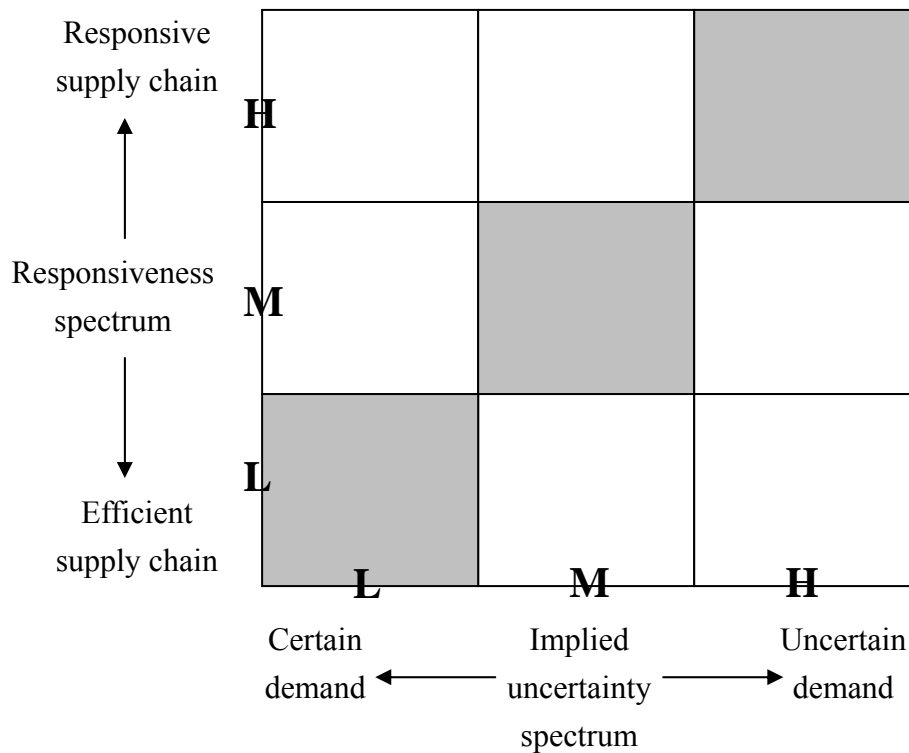 Responsive
supply chain
H
Responsiveness
spectrum
M
L
Efficient
supply chain
L
M
H
Certain
demand
Implied
uncertainty
spectrum
Uncertain
demand